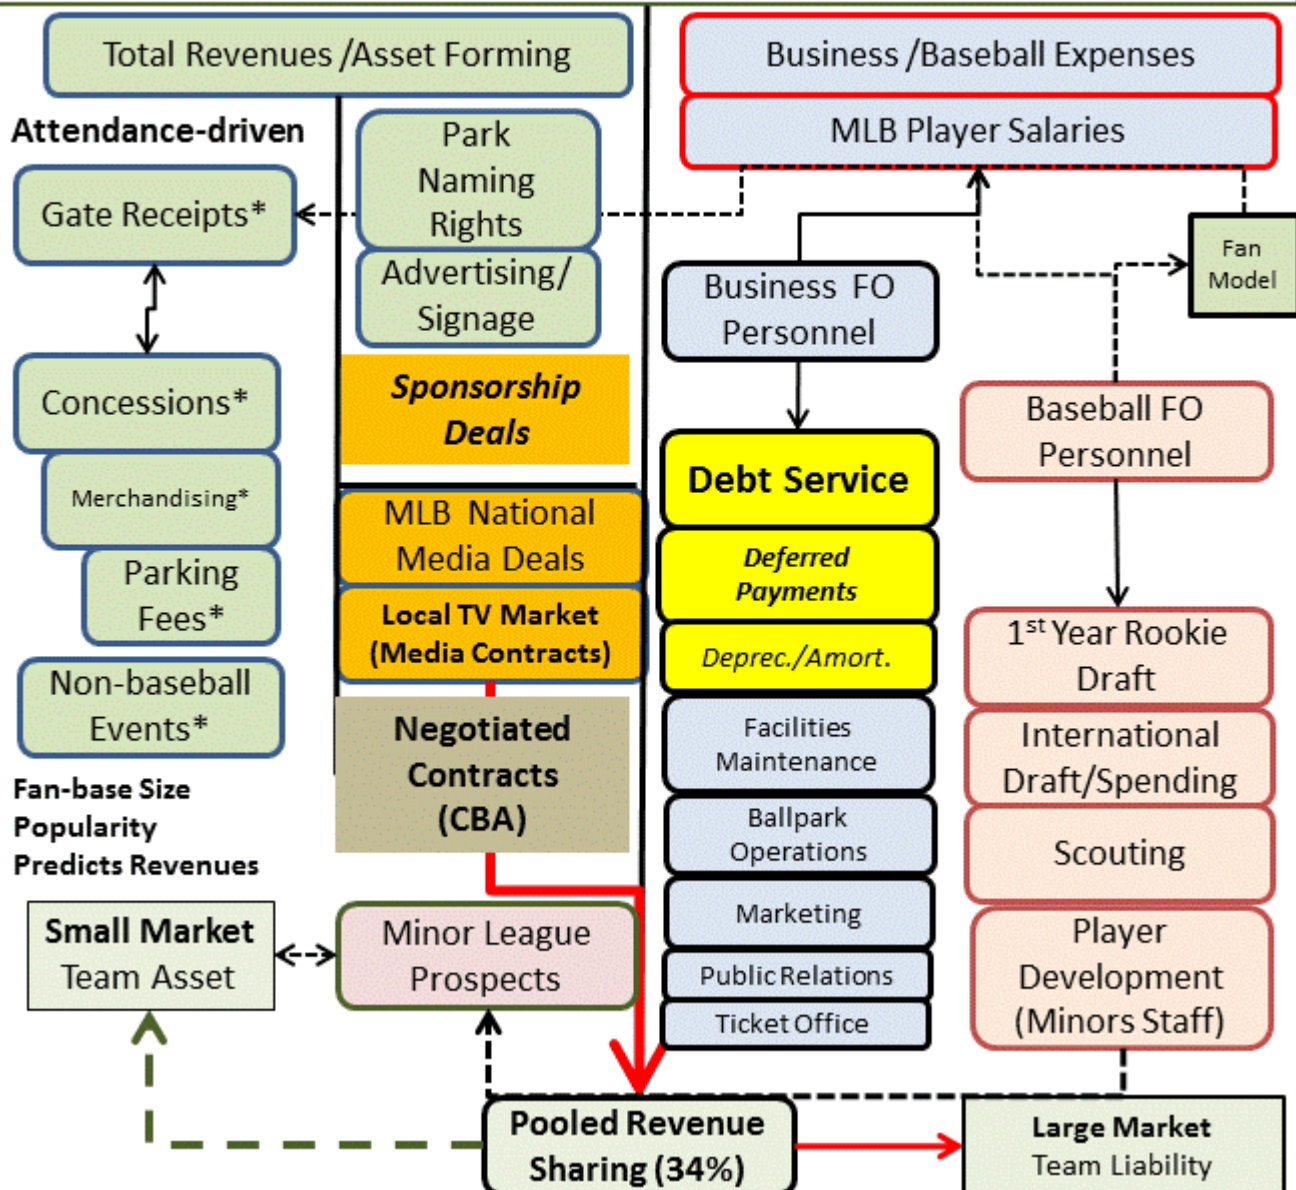 Total Revenues /Asset Forming
Attendance-driven
Gate Receipts*
Concessions*
Merchandising*
Parking
Fees*
Non-baseball
Events*
Fan-base Size
Popularity
Predicts Revenues
Small Market
Team Asset
Park
Naming
Rights
Advertising/
Signage
Sponsorship
Deals
MLB National
Media Deals
Local TV Market
(Media Contracts)
Negotiated
Contracts
(CBA)
Minor League
Prospects
Business /Baseball Expenses
MLB Player Salaries
Business FO
Personnel
Debt Service
Deferred
Payments
Deprec./Amort.
Facilities
Maintenance
Ballpark
Operations
Marketing
Public Relations
Ticket Office
Fan
Model
Baseball FO
Personnel
1st Year Rookie
Draft
International
Draft/Spending
Scouting
Player
Development
(Minors Staff)
Pooled Revenue
Sharing (34%)
Large Market
Team Liability